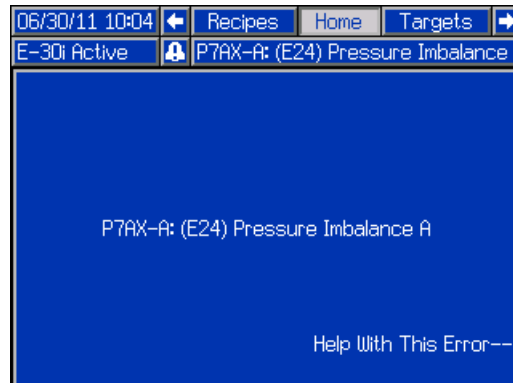 06/30/11 10:04 Recipes Home Targets
E-30i Active P7AX-A: (E24) Pressure Imbalance
P7AX-A: (E24) Pressure Imbalance A
Help With This Error--